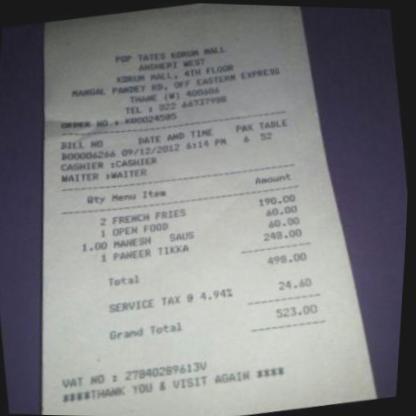 POP TATES KORUM MALL
ANDHERI WEST
KORUM MALL, 4TH FLOOR
MANGAL PANDEY RD, OFF EASTERN EXPRESS
THANE (W) 400606
TEL : 022 66737988
ORDER NO : K00024505
BILL NO DATE AND TIME PAX TABLE
B00006266 09/12/2012 6:14 PM 6 52
CASHIER :CASHIER
WAITER :WAITER
Qty Menu Item Amount
2 FRENCH FRIES 190.00
1 OPEN FOOD 60.00
1.00 MANESH SAUS 60.00
1 PANEER TIKKA 248.00
Total 498.00
SERVICE TAX @ 4.94% 24.60
Grand Total 523.00
VAT NO : 27840289613V
####THANK YOU & VISIT AGAIN ####